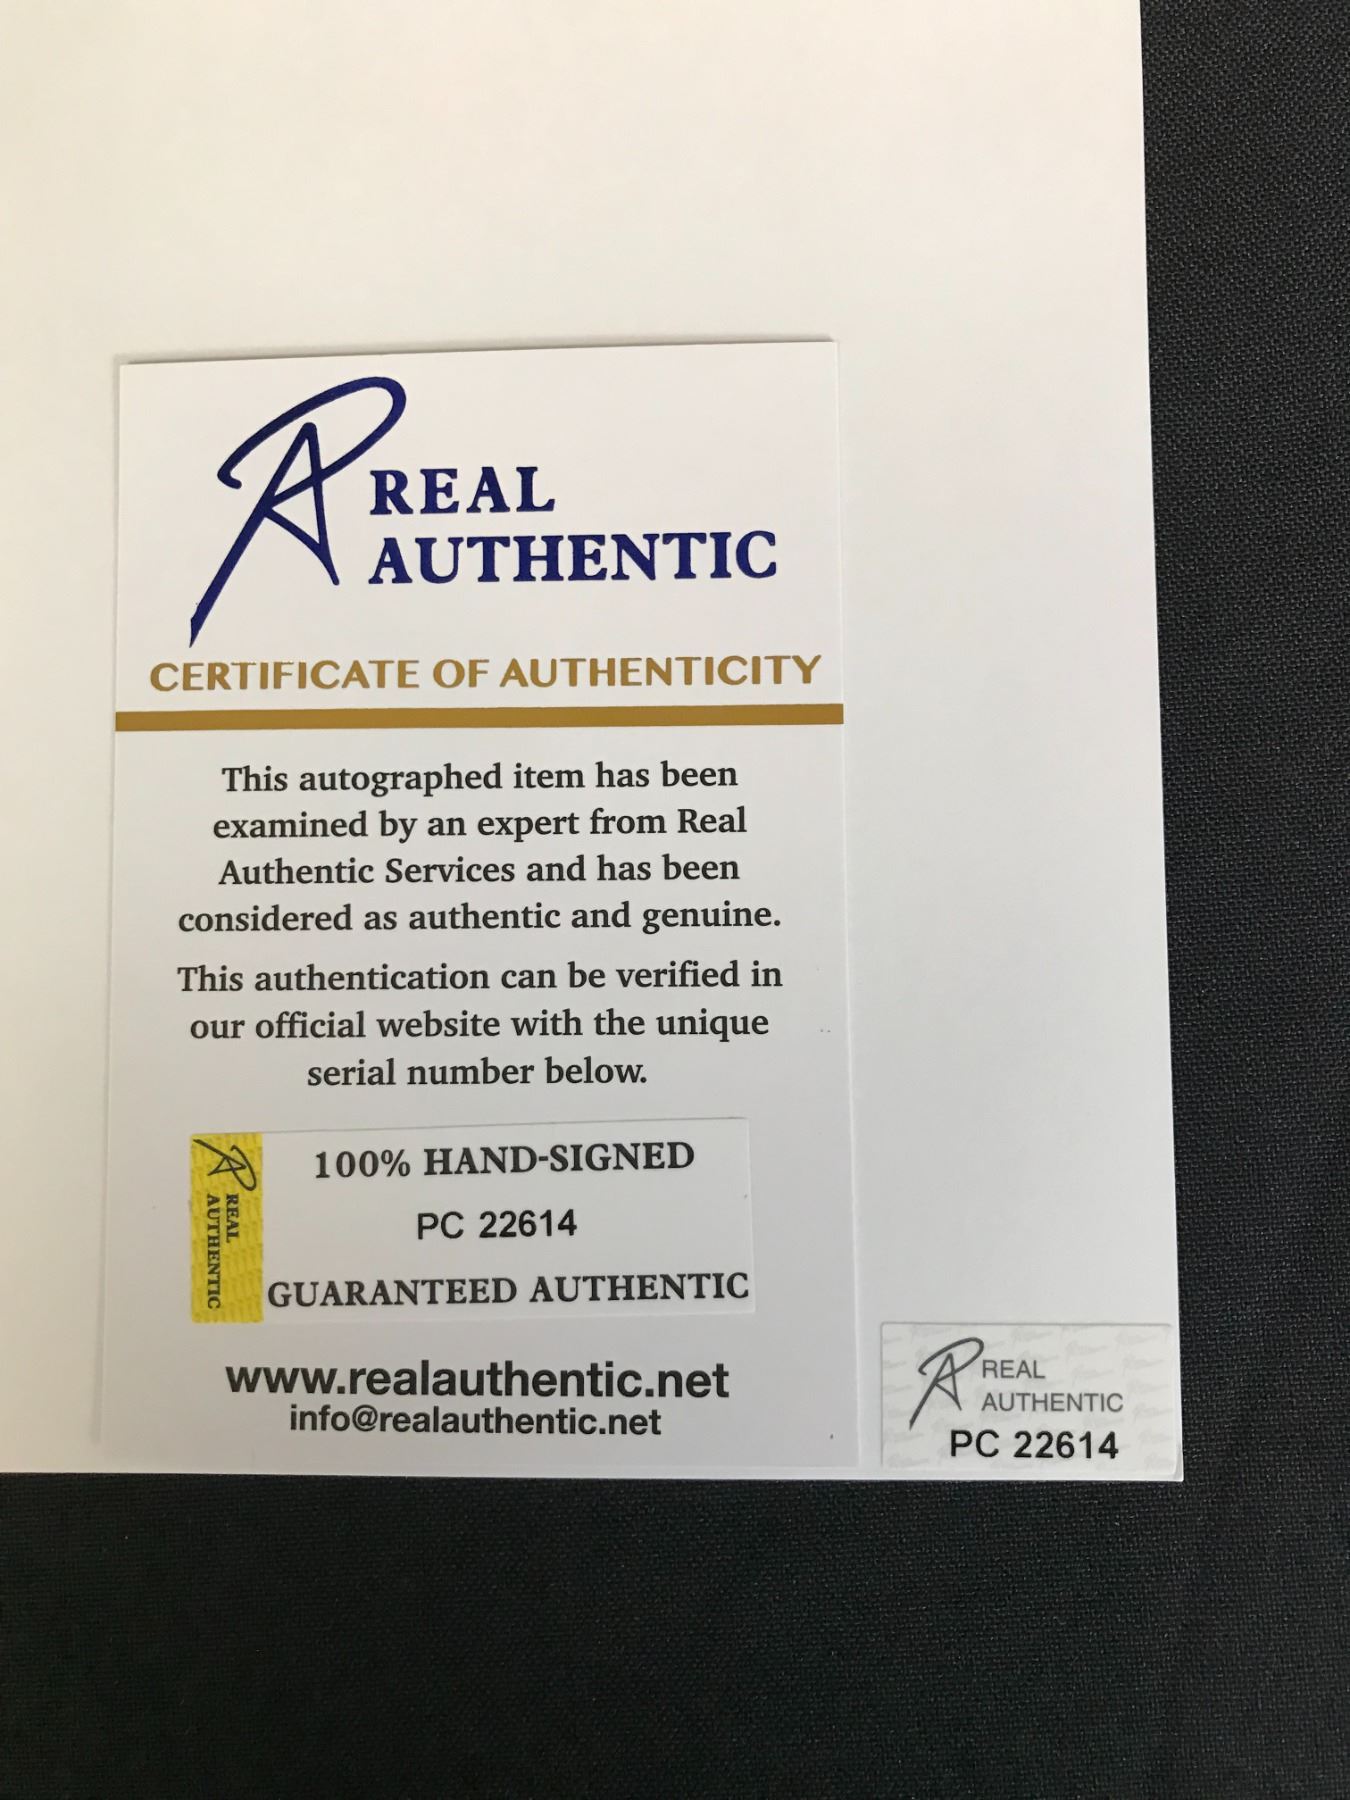 REAL
AUTHENTIC
CERTIFICATE OF AUTHENTICITY
This autographed item has been
examined by an expert from Real
Authentic Services and has been
considered as authentic and genuine.
This authentication can be verified in
our official website with the unique
serial number below.
REAL
AUTHENTIC
100% HAND-SIGNED
PC 22614
GUARANTEED AUTHENTIC
www.realauthentic.net
info@realauthentic.net
REAL
AUTHENTIC
PC 22614